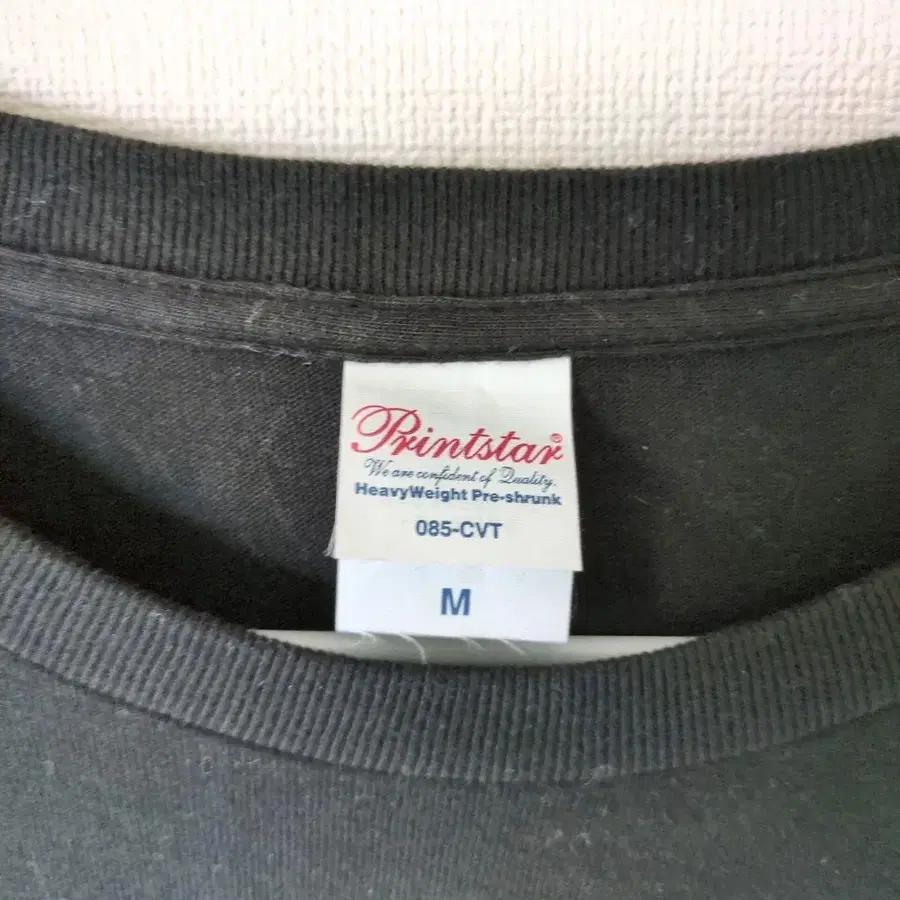 Printstar®
We are confident of Quality.
HeavyWeight Pre-shrunk
085-CVT
M